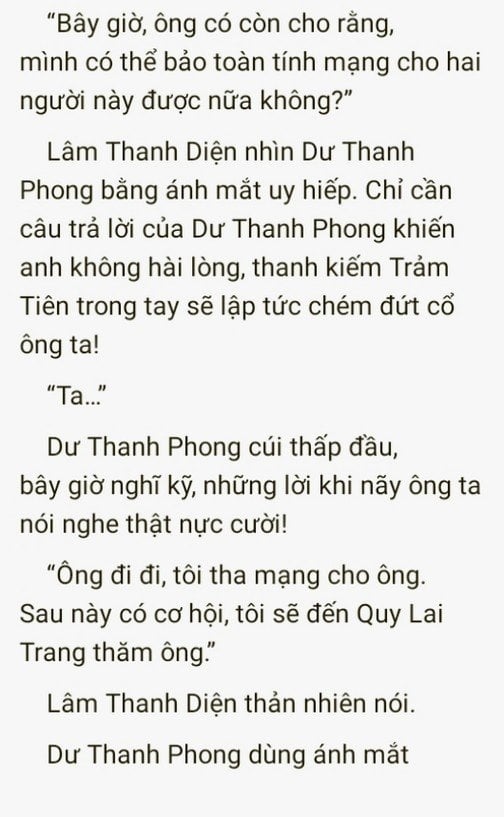 “Bây giờ, ông có còn cho rằng,
mình có thể bảo toàn tính mạng cho hai
người này được nữa không?”
Lâm Thanh Diện nhìn Dư Thanh
Phong bằng ánh mắt uy hiếp. Chỉ cần
câu trả lời của Dư Thanh Phong khiến
anh không hài lòng, thanh kiếm Trảm
Tiên trong tay sẽ lập tức chém đứt cổ
ông ta!
“Ta...”
Dư Thanh Phong cúi thấp đầu,
bây giờ nghĩ kỹ, những lời khi nãy ông ta
nói nghe thật nực cười!
“Ông đi đi, tôi tha mạng cho ông.
Sau này có cơ hội, tôi sẽ đến Quy Lai
Trang thăm ông.”
Lâm Thanh Diện thản nhiên nói.
Dư Thanh Phong dùng ánh mắt